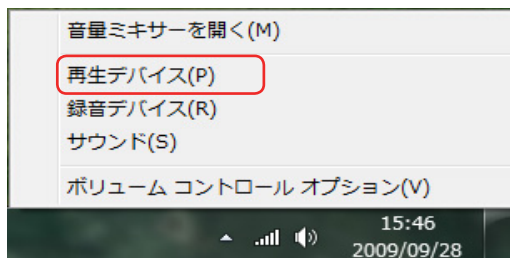 音量ミキサーを開く(M)
再生デバイス(P)
録音デバイス(R)
サウンド(S)
ボリューム コントロール オプション(V)
15:46
2009/09/28